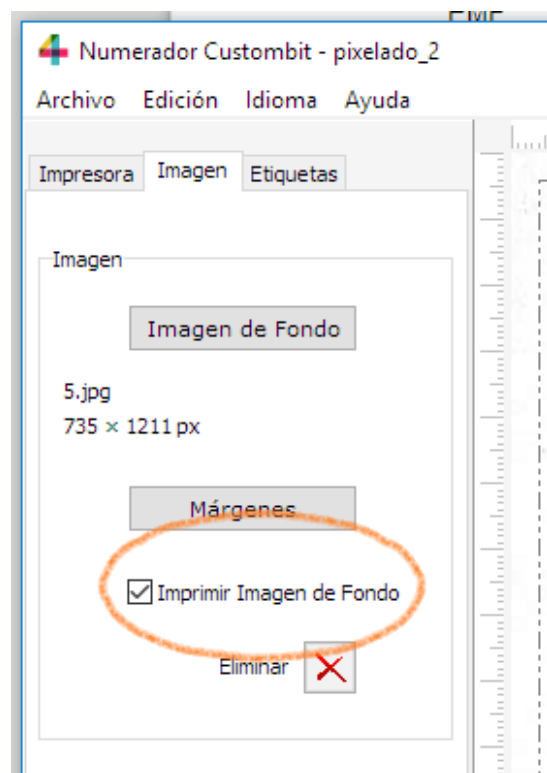 EMF
Numerador Custombit - pixelado_2
Archivo Edición Idioma Ayuda
Impresora Imagen Etiquetas
Imagen
Imagen de Fondo
5.jpg
735 × 1211 px
Márgenes
Imprimir Imagen de Fondo
Eliminar